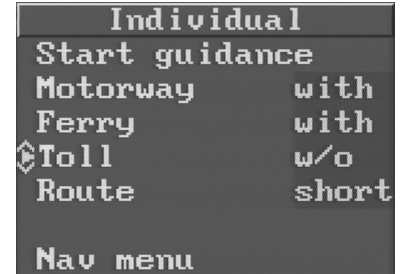 Individual
Start guidance
Motorway with
Ferry with
Toll w/o
Route short
Nav menu